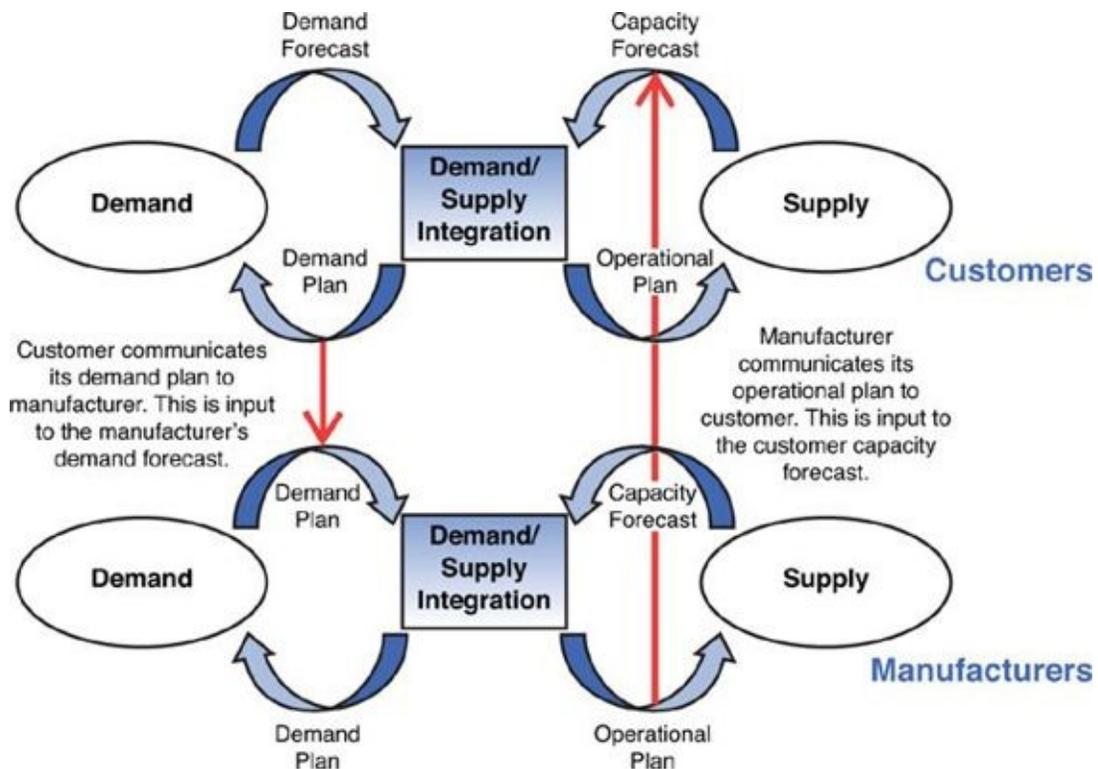 Demand
Forecast
Capacity
Forecast
Demand
Demand/
Supply
Integration
Supply
Demand
Plan
Operational
Plan
Customers
Customer communicates
its demand plan to
manufacturer. This is input
to the manufacturer's
demand forecast.
Manufacturer
communicates its
operational plan to
customer. This is input to
the customer capacity
forecast.
Demand
Plan
Capacity
Forecast
Demand
Demand/
Supply
Integration
Supply
Manufacturers
Demand
Plan
Operational
Plan